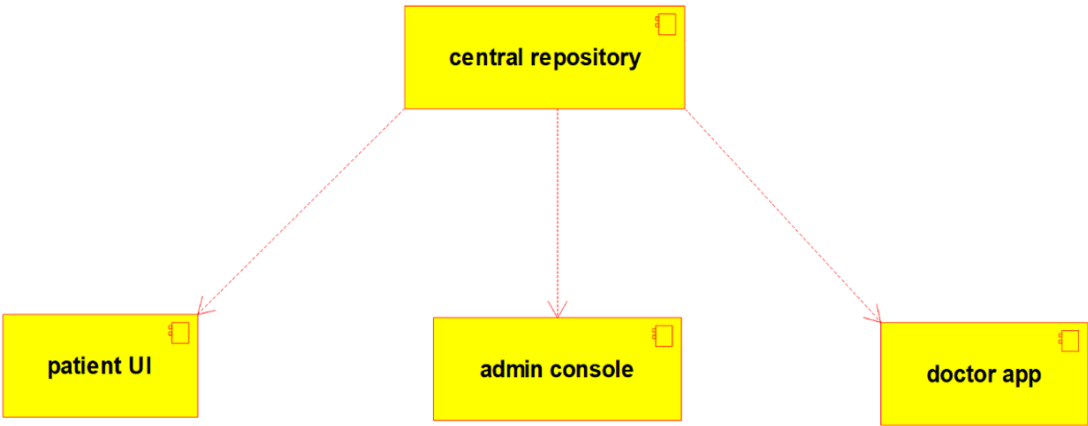 central repository
patient UI
admin console
doctor app